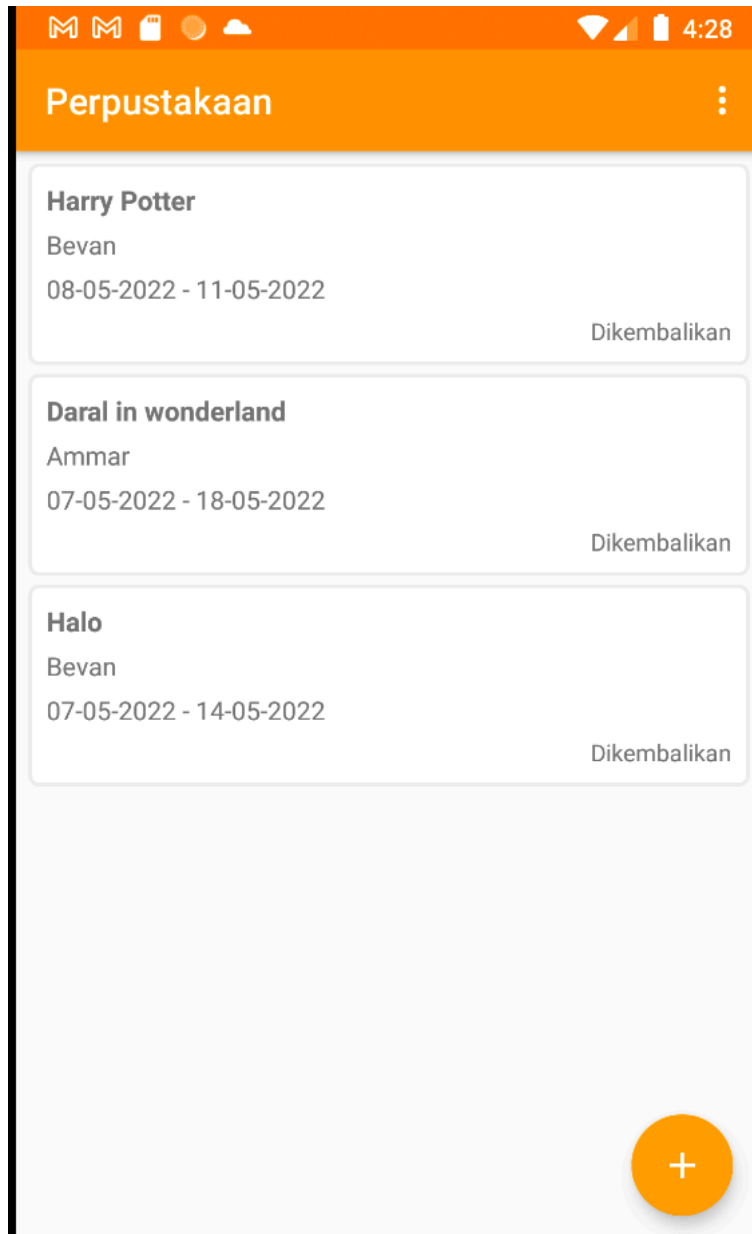 4:28
Perpustakaan
Harry Potter
Bevan
08-05-2022 - 11-05-2022
Dikembalikan
Daral in wonderland
Ammar
07-05-2022 - 18-05-2022
Dikembalikan
Halo
Bevan
07-05-2022 - 14-05-2022
Dikembalikan